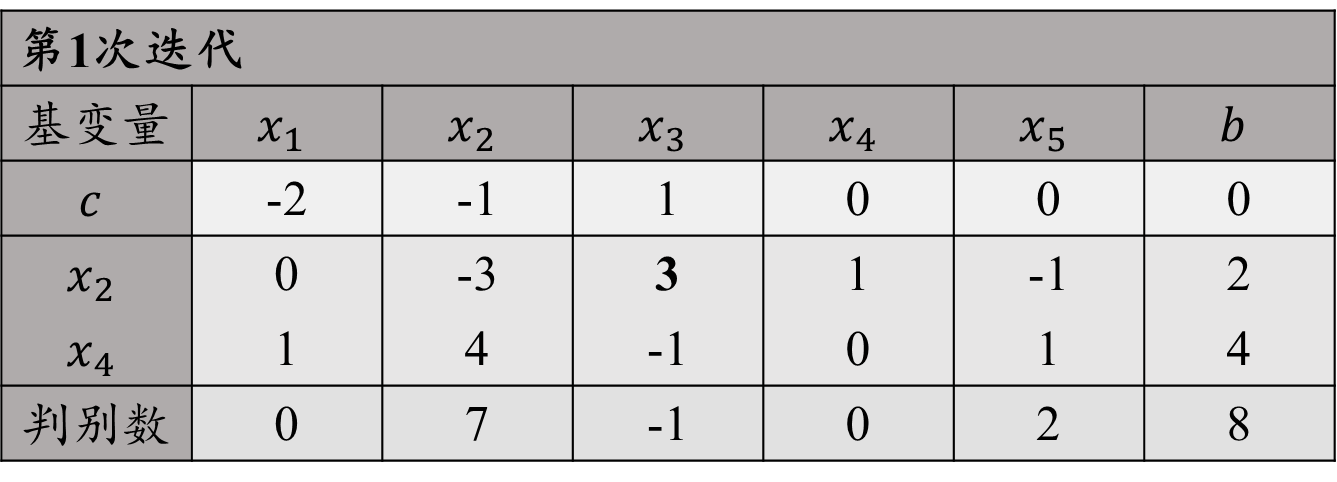 第1次迭代
基变量 x₁ x₂ x₃ x₄ x₅ b
c -2 -1 1 0 0 0
x₂ 0 -3 3 1 -1 2
x₄ 1 4 -1 0 1 4
判别数 0 7 -1 0 2 8